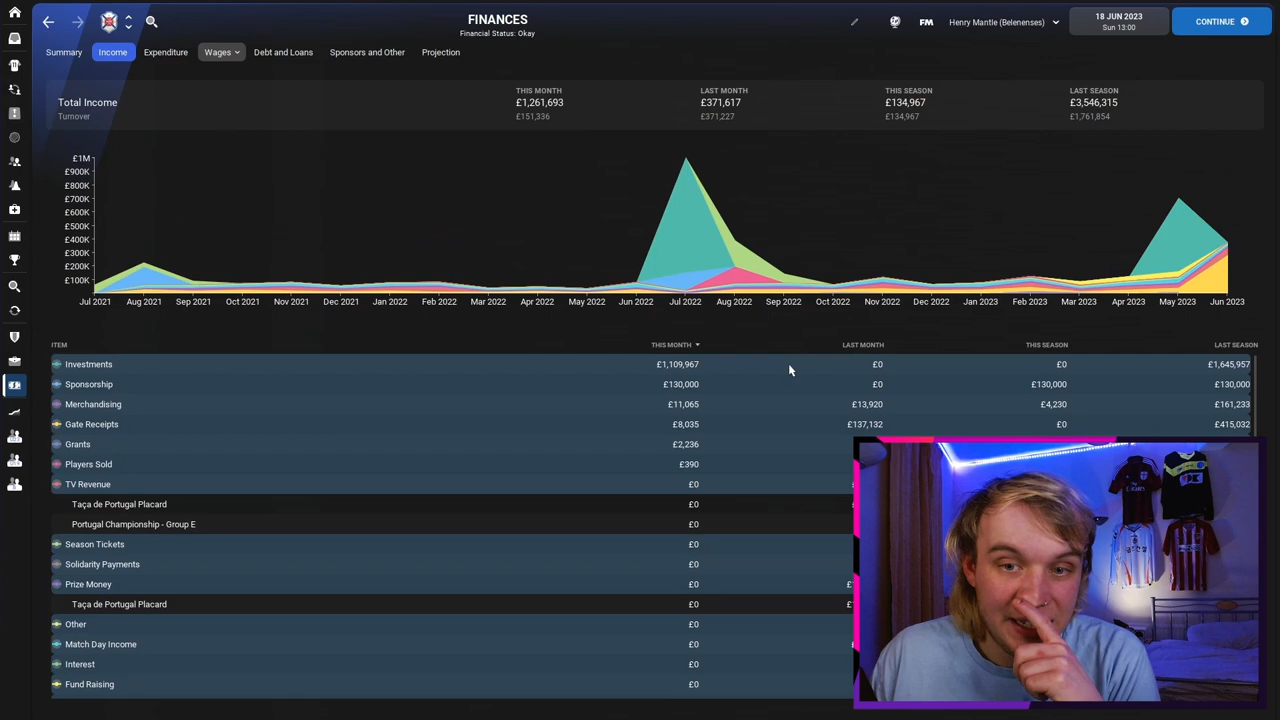 FINANCES
Financial Status: Okay
FM
Henry Mantle (Belenenses)
18 JUN 2023
Sun 13:00
CONTINUE
Summary
Income
Expenditure
Wages
Debt and Loans
Sponsors and Other
Projection
THIS MONTH LAST MONTH THIS SEASON LAST SEASON
Total Income £1,261,693 £371,617 £134,967 £3,546,315
Turnover £151,336 £371,227 £134,967 £1,761,854
£1M
£900K
£800K
£700K
£600K
£500K
£400K
£300K
£200K
£100K
Jul 2021 Aug 2021 Sep 2021 Oct 2021 Nov 2021 Dec 2021 Jan 2022 Feb 2022 Mar 2022 Apr 2022 May 2022 Jun 2022 Jul 2022 Aug 2022 Sep 2022 Oct 2022 Nov 2022 Dec 2022 Jan 2023 Feb 2023 Mar 2023 Apr 2023 May 2023 Jun 2023
ITEM THIS MONTH LAST MONTH THIS SEASON LAST SEASON
Investments £1,109,967 £0 £0 £1,645,957
Sponsorship £130,000 £0 £130,000 £130,000
Merchandising £11,065 £13,920 £4,230 £161,233
Gate Receipts £8,035 £137,132 £0 £415,032
Grants £2,236
Players Sold £390
TV Revenue £0
Taça de Portugal Placard £0
Portugal Championship - Group E £0
Season Tickets £0
Solidarity Payments £0
Prize Money £0
Taça de Portugal Placard £0
Other £0
Match Day Income £0
Interest £0
Fund Raising £0